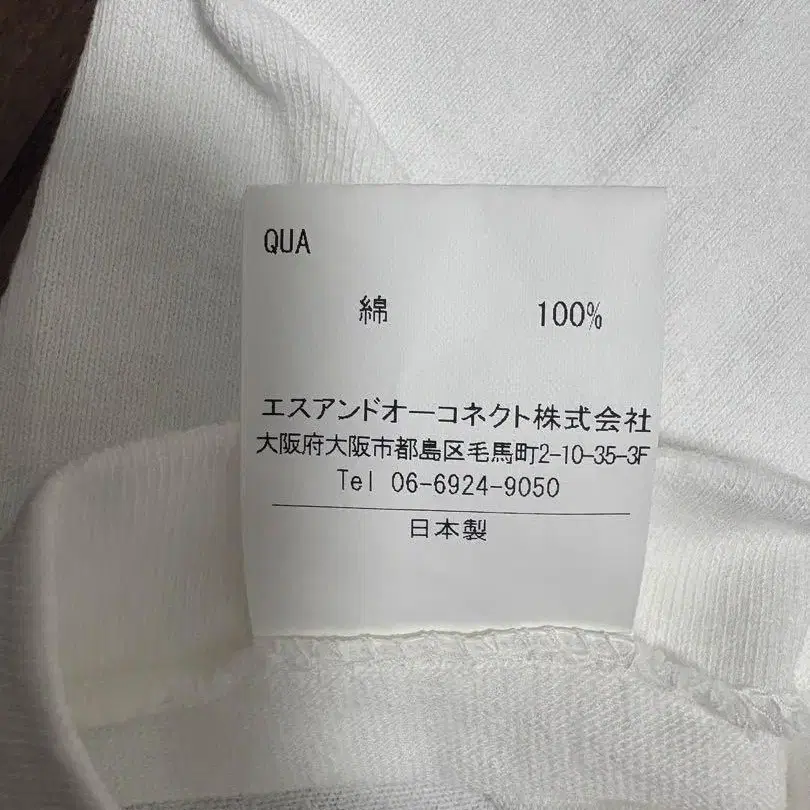 QUA
綿 100%
エスアンドオーコネクト株式会社
大阪府大阪市都島区毛馬町2-10-35-3F
Tel 06-6924-9050
日本製